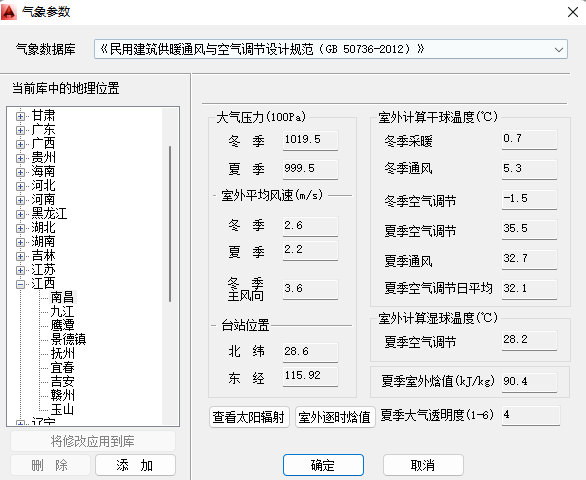 气象参数
气象数据库
《民用建筑供暖通风与空气调节设计规范（GB 50736-2012）》
当前库中的地理位置
甘肃
广东
广西
贵州
海南
河北
河南
黑龙江
湖北
湖南
吉林
江苏
江西
南昌
九江
鹰潭
景德镇
抚州
宜春
吉安
赣州
玉山
辽宁
将修改应用到库
删 除
添 加
大气压力(100Pa)
冬 季 1019.5
夏 季 999.5
室外平均风速(m/s)
冬 季 2.6
夏 季 2.2
冬 季
主风向 3.6
台站位置
北 纬 28.6
东 经 115.92
查看太阳辐射
室外逐时焓值
室外计算干球温度(℃)
冬季采暖 0.7
冬季通风 5.3
冬季空气调节 -1.5
夏季空气调节 35.5
夏季通风 32.7
夏季空气调节日平均 32.1
室外计算湿球温度(℃)
夏季空气调节 28.2
夏季室外焓值(kJ/kg) 90.4
夏季大气透明度(1-6) 4
确定
取消